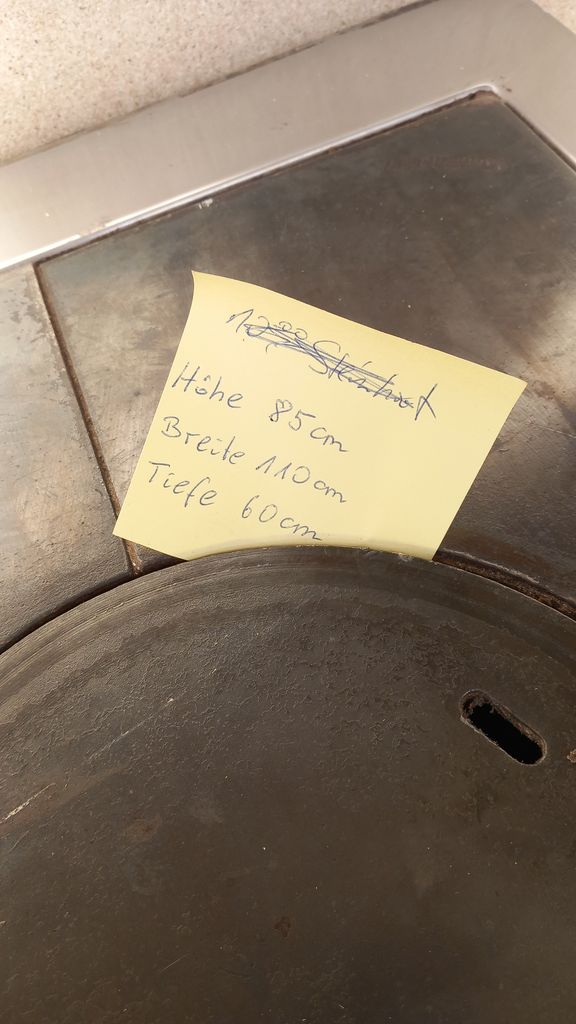 Höhe 85cm
Breite 110cm
Tiefe 60cm